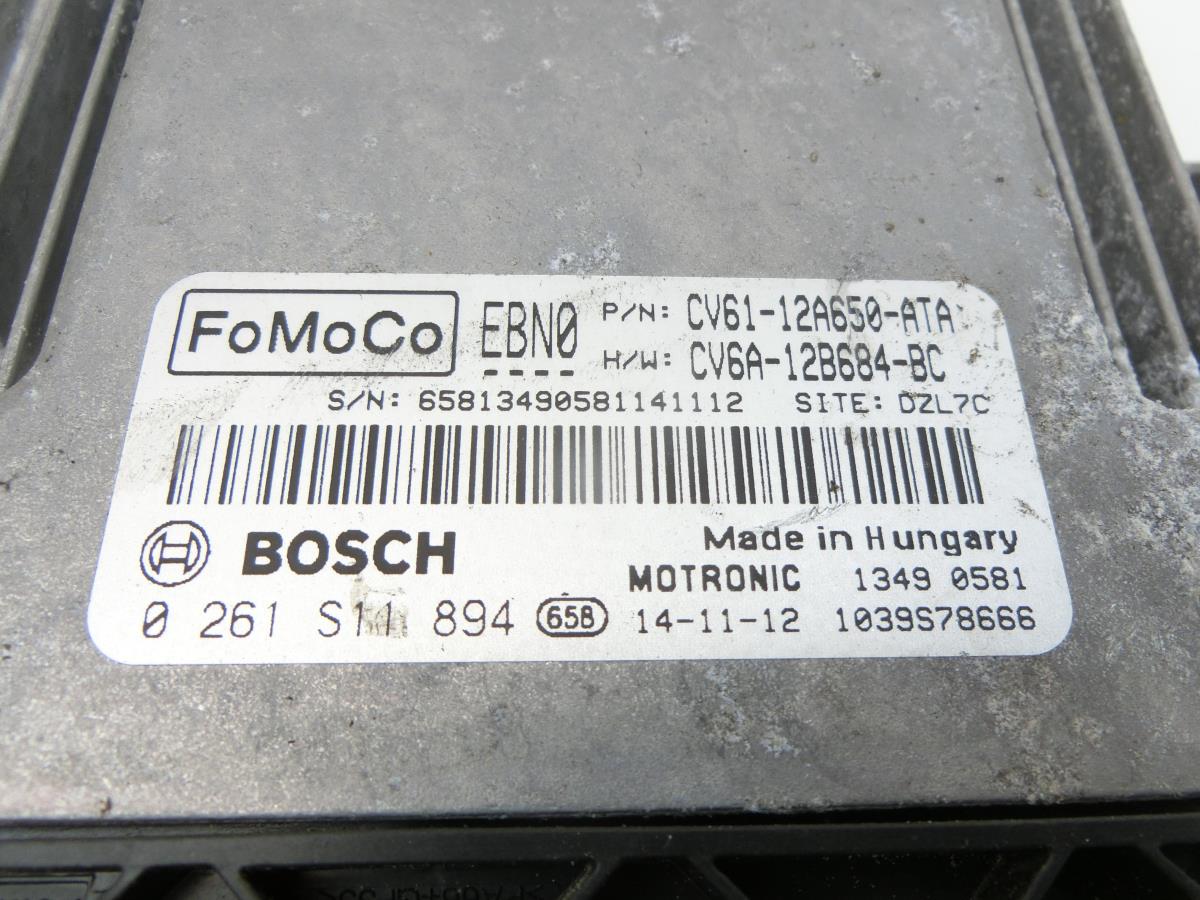 FoMoCo EBN0 P/N: CV61-12A650-ATA
H/W: CV6A-12B684-BC
S/N: 65813490581141112 SITE: DZL7C
BOSCH Made in Hungary
MOTRONIC 1349 0581
0 261 S11 894 658 14-11-12 1039S78666